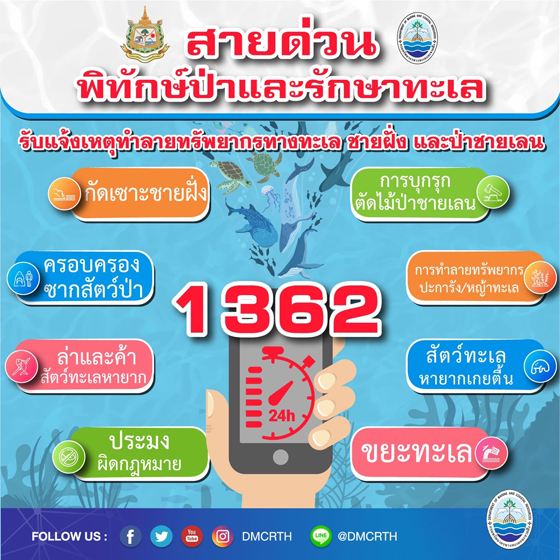 สายด่วน
พิทักษ์ป่าและรักษาทะเล
รับแจ้งเหตุทำลายทรัพยากรทางทะเล ชายฝั่ง และป่าชายเลน
กัดเซาะชายฝั่ง
การบุกรุก
ตัดไม้ป่าชายเลน
ครอบครอง
ซากสัตว์ป่า
การทำลายทรัพยากร
ปะการัง/หญ้าทะเล
1362
ล่าและค้า
สัตว์ทะเลหายาก
สัตว์ทะเล
หายากเกยตื้น
24h
ประมง
ผิดกฎหมาย
ขยะทะเล
FOLLOW US :
DMCRTH
LINE
@DMCRTH